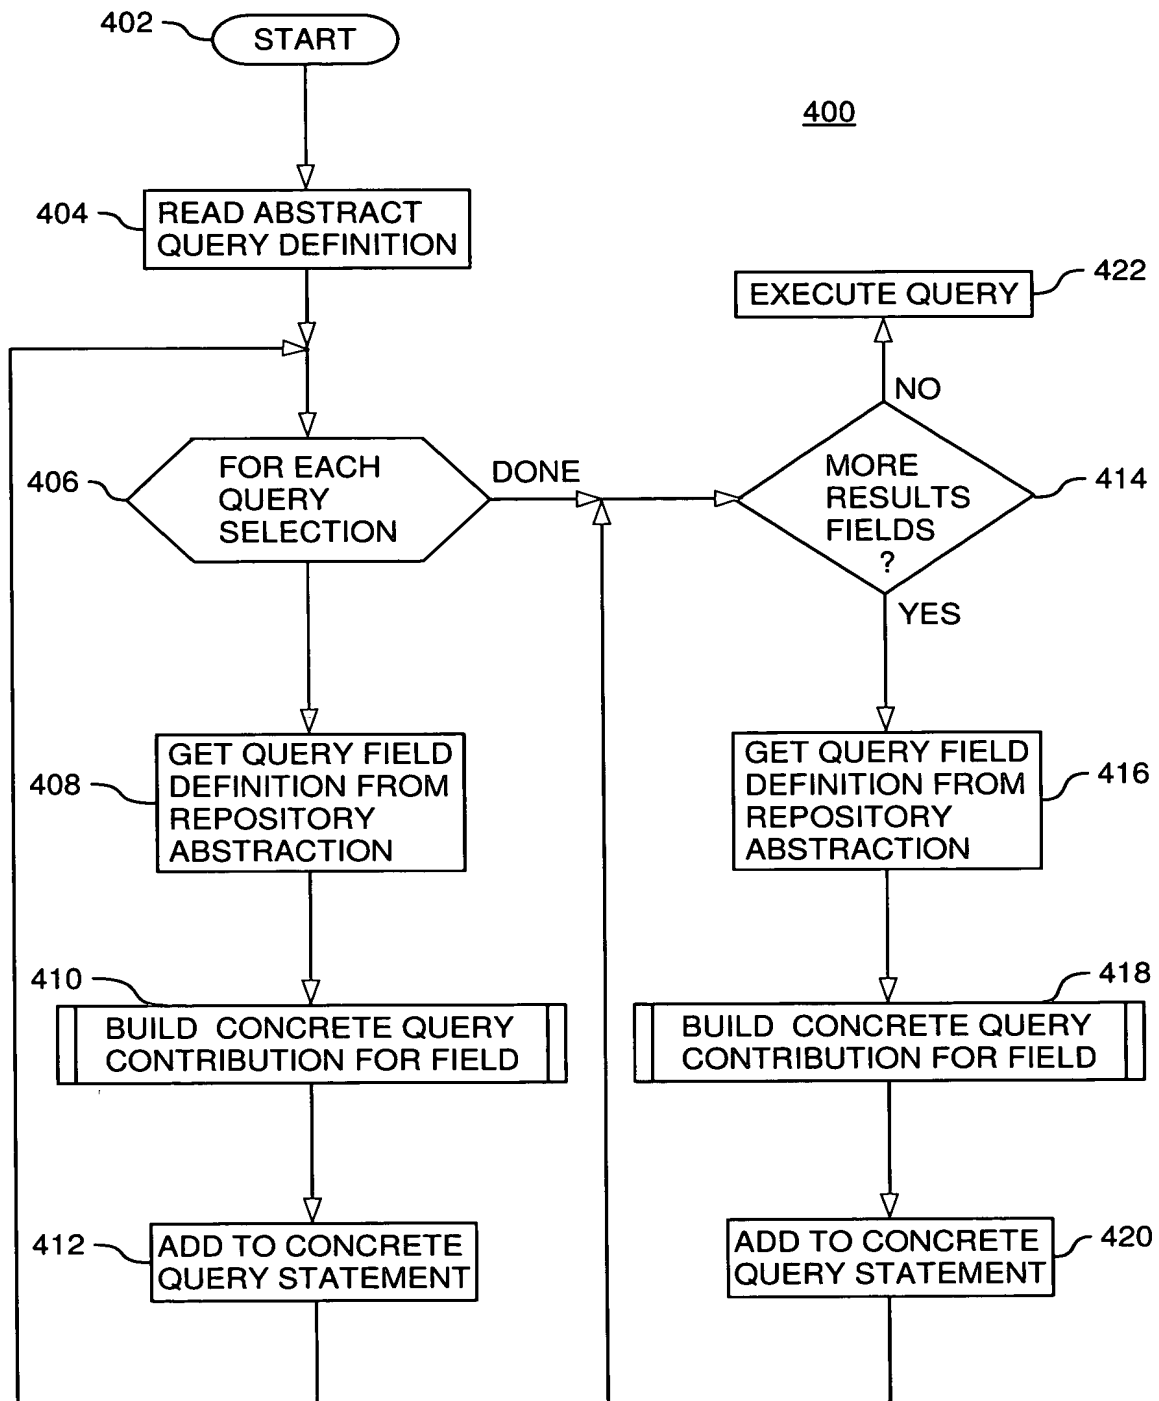 402
START
400
404
READ ABSTRACT
QUERY DEFINITION
422
EXECUTE QUERY
NO
406
FOR EACH
QUERY
SELECTION
DONE
MORE
RESULTS
FIELDS
?
414
YES
408
GET QUERY FIELD
DEFINITION FROM
REPOSITORY
ABSTRACTION
GET QUERY FIELD
DEFINITION FROM
REPOSITORY
ABSTRACTION
416
410
BUILD CONCRETE QUERY
CONTRIBUTION FOR FIELD
418
BUILD CONCRETE QUERY
CONTRIBUTION FOR FIELD
412
ADD TO CONCRETE
QUERY STATEMENT
ADD TO CONCRETE
QUERY STATEMENT
420